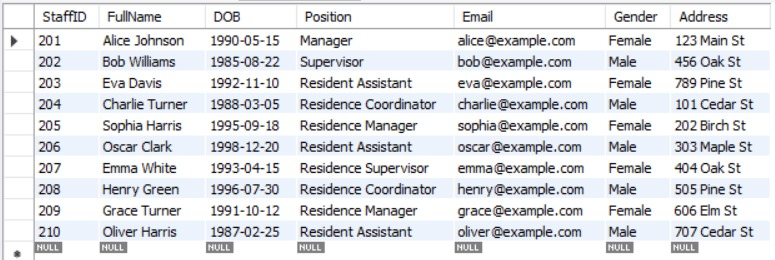 StaffID FullName DOB Position Email Gender Address
201 Alice Johnson 1990-05-15 Manager alice@example.com Female 123 Main St
202 Bob Williams 1985-08-22 Supervisor bob@example.com Male 456 Oak St
203 Eva Davis 1992-11-10 Resident Assistant eva@example.com Female 789 Pine St
204 Charlie Turner 1988-03-05 Residence Coordinator charlie@example.com Male 101 Cedar St
205 Sophia Harris 1995-09-18 Residence Manager sophia@example.com Female 202 Birch St
206 Oscar Clark 1998-12-20 Resident Assistant oscar@example.com Male 303 Maple St
207 Emma White 1993-04-15 Residence Supervisor emma@example.com Female 404 Oak St
208 Henry Green 1996-07-30 Residence Coordinator henry@example.com Male 505 Pine St
209 Grace Turner 1991-10-12 Residence Manager grace@example.com Female 606 Elm St
210 Oliver Harris 1987-02-25 Resident Assistant oliver@example.com Male 707 Cedar St
NULL NULL NULL NULL NULL NULL NULL